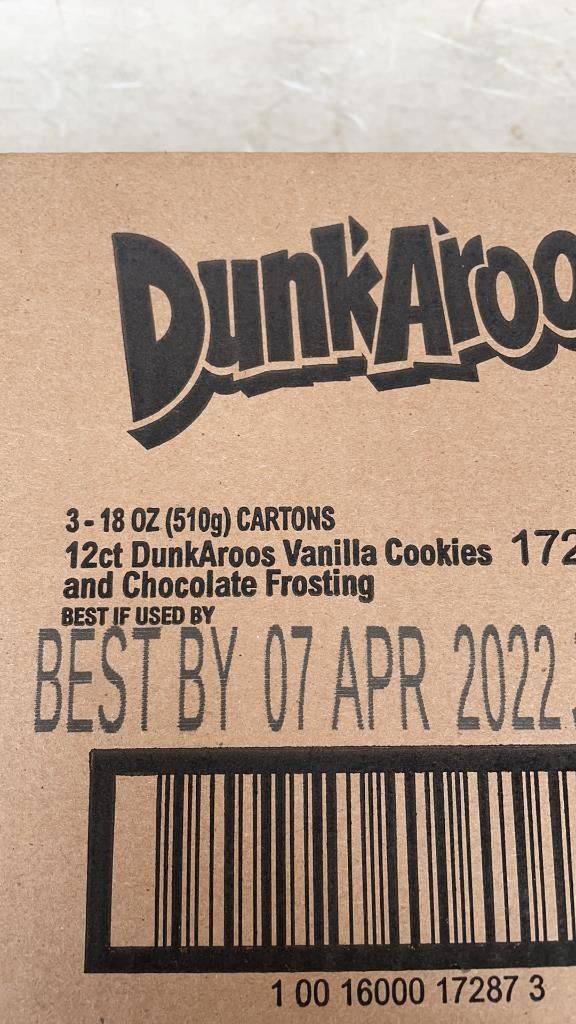 DunkAroo
3 - 18 OZ (510g) CARTONS
12ct DunkAroos Vanilla Cookies 172
and Chocolate Frosting
BEST IF USED BY
BEST BY 07 APR 2022
1 00 16000 17287 3